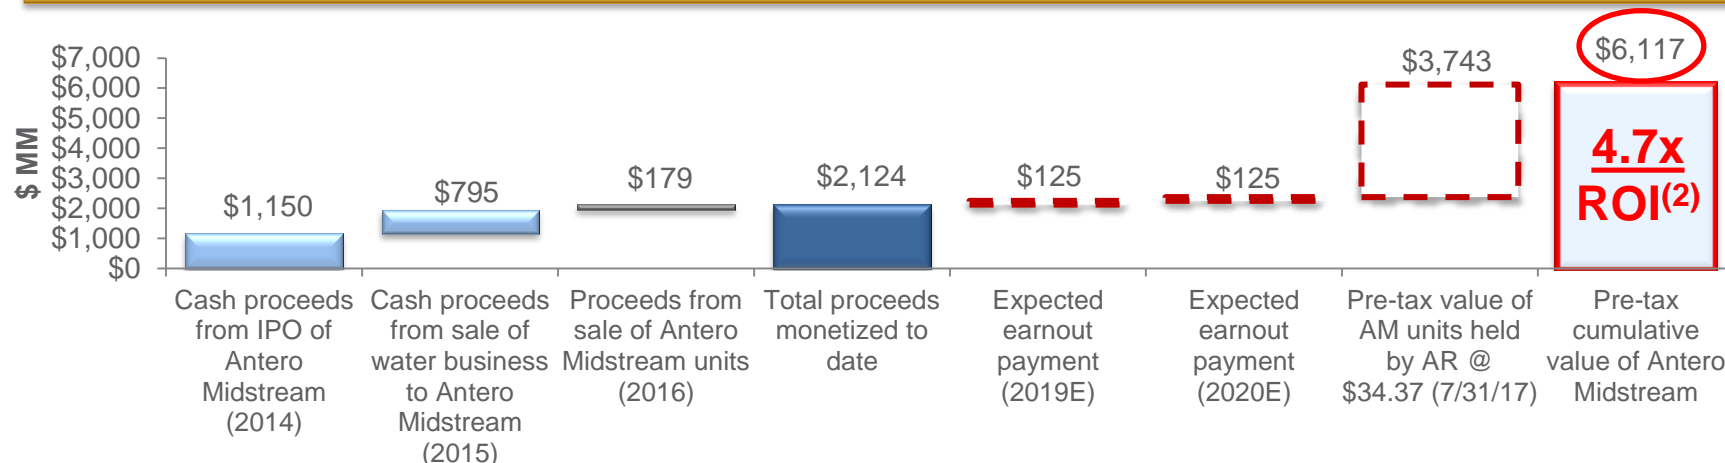 $7,000
$6,000
$5,000
$4,000
$3,000
$2,000
$1,000
$0
$ MM
$1,150
$795
$179
$2,124
$125
$125
$3,743
$6,117
4.7x
ROI(2)
Cash proceeds
from IPO of
Antero
Midstream
(2014)
Cash proceeds
from sale of
water business
to Antero
Midstream
(2015)
Proceeds from
sale of Antero
Midstream units
(2016)
Total proceeds
monetized to
date
Expected
earnout
payment
(2019E)
Expected
earnout
payment
(2020E)
Pre-tax value of
AM units held
by AR @
$34.37 (7/31/17)
Pre-tax
cumulative
value of Antero
Midstream